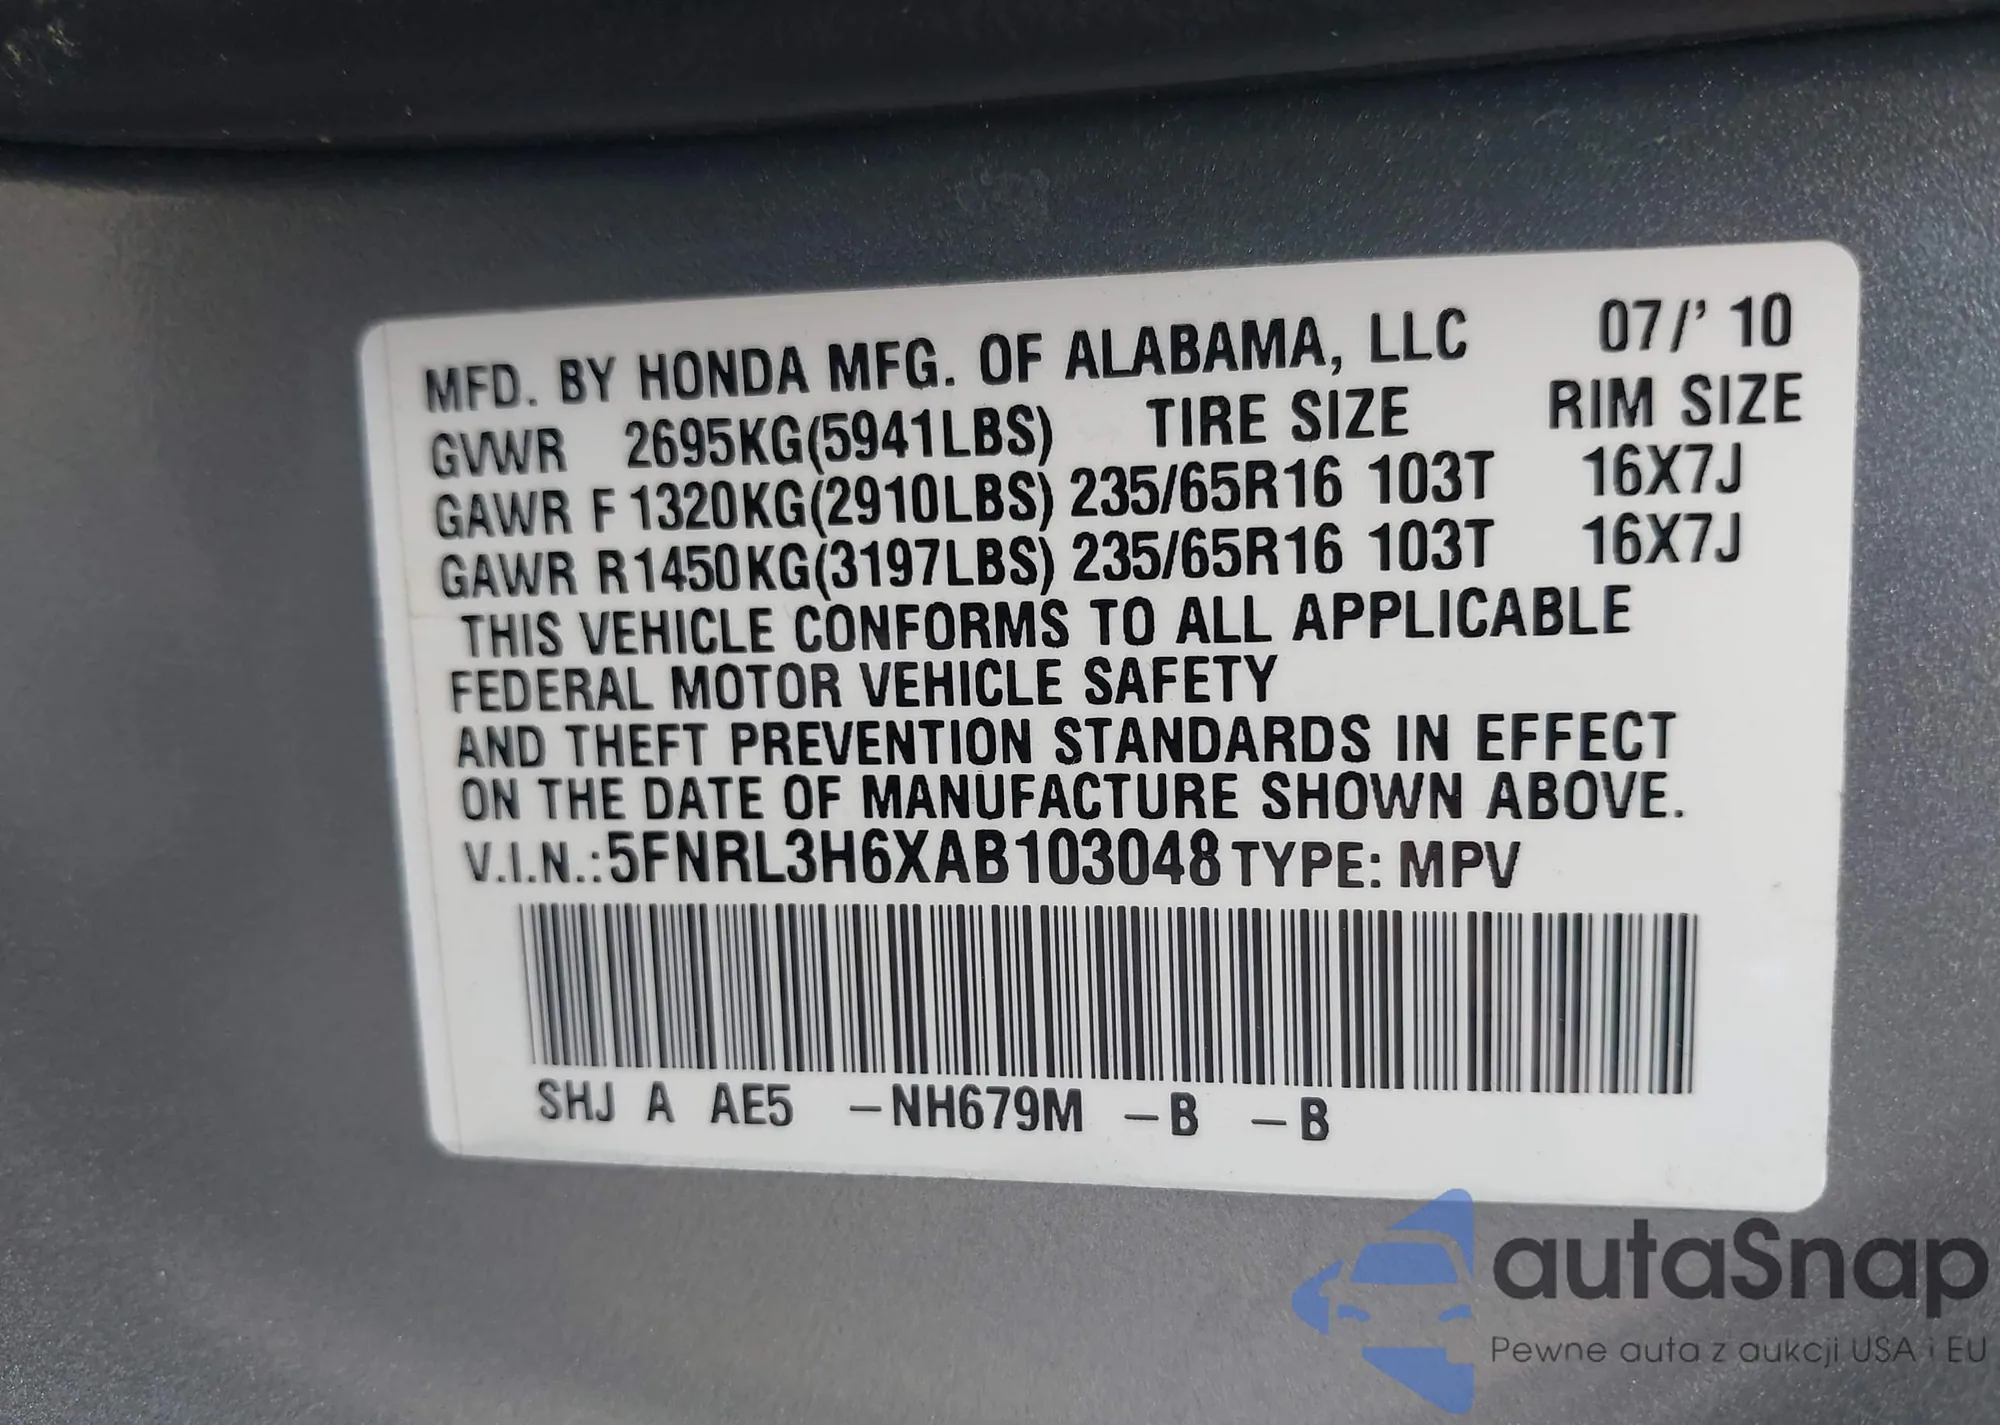 MFD. BY HONDA MFG. OF ALABAMA, LLC 07/' 10
GVWR 2695KG(5941LBS) TIRE SIZE RIM SIZE
GAWR F 1320KG(2910LBS) 235/65R16 103T 16X7J
GAWR R 1450KG(3197LBS) 235/65R16 103T 16X7J
THIS VEHICLE CONFORMS TO ALL APPLICABLE
FEDERAL MOTOR VEHICLE SAFETY
AND THEFT PREVENTION STANDARDS IN EFFECT
ON THE DATE OF MANUFACTURE SHOWN ABOVE.
V.I.N.:5FNRL3H6XAB103048 TYPE: MPV
SHJ A AE5 –NH679M –B –B
autaSnap
Pewne auta z aukcji USA i EU